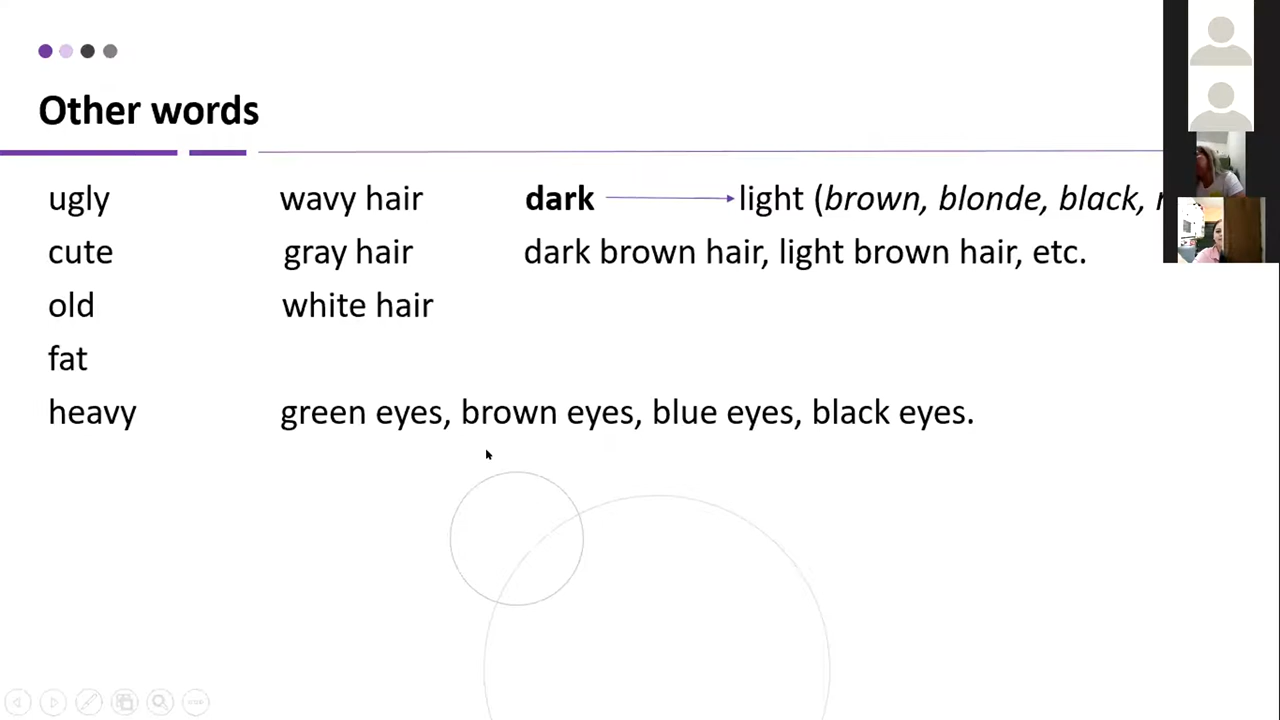 Other words
ugly wavy hair dark light (brown, blonde, black,
cute gray hair dark brown hair, light brown hair, etc.
old white hair
fat
heavy green eyes, brown eyes, blue eyes, black eyes.